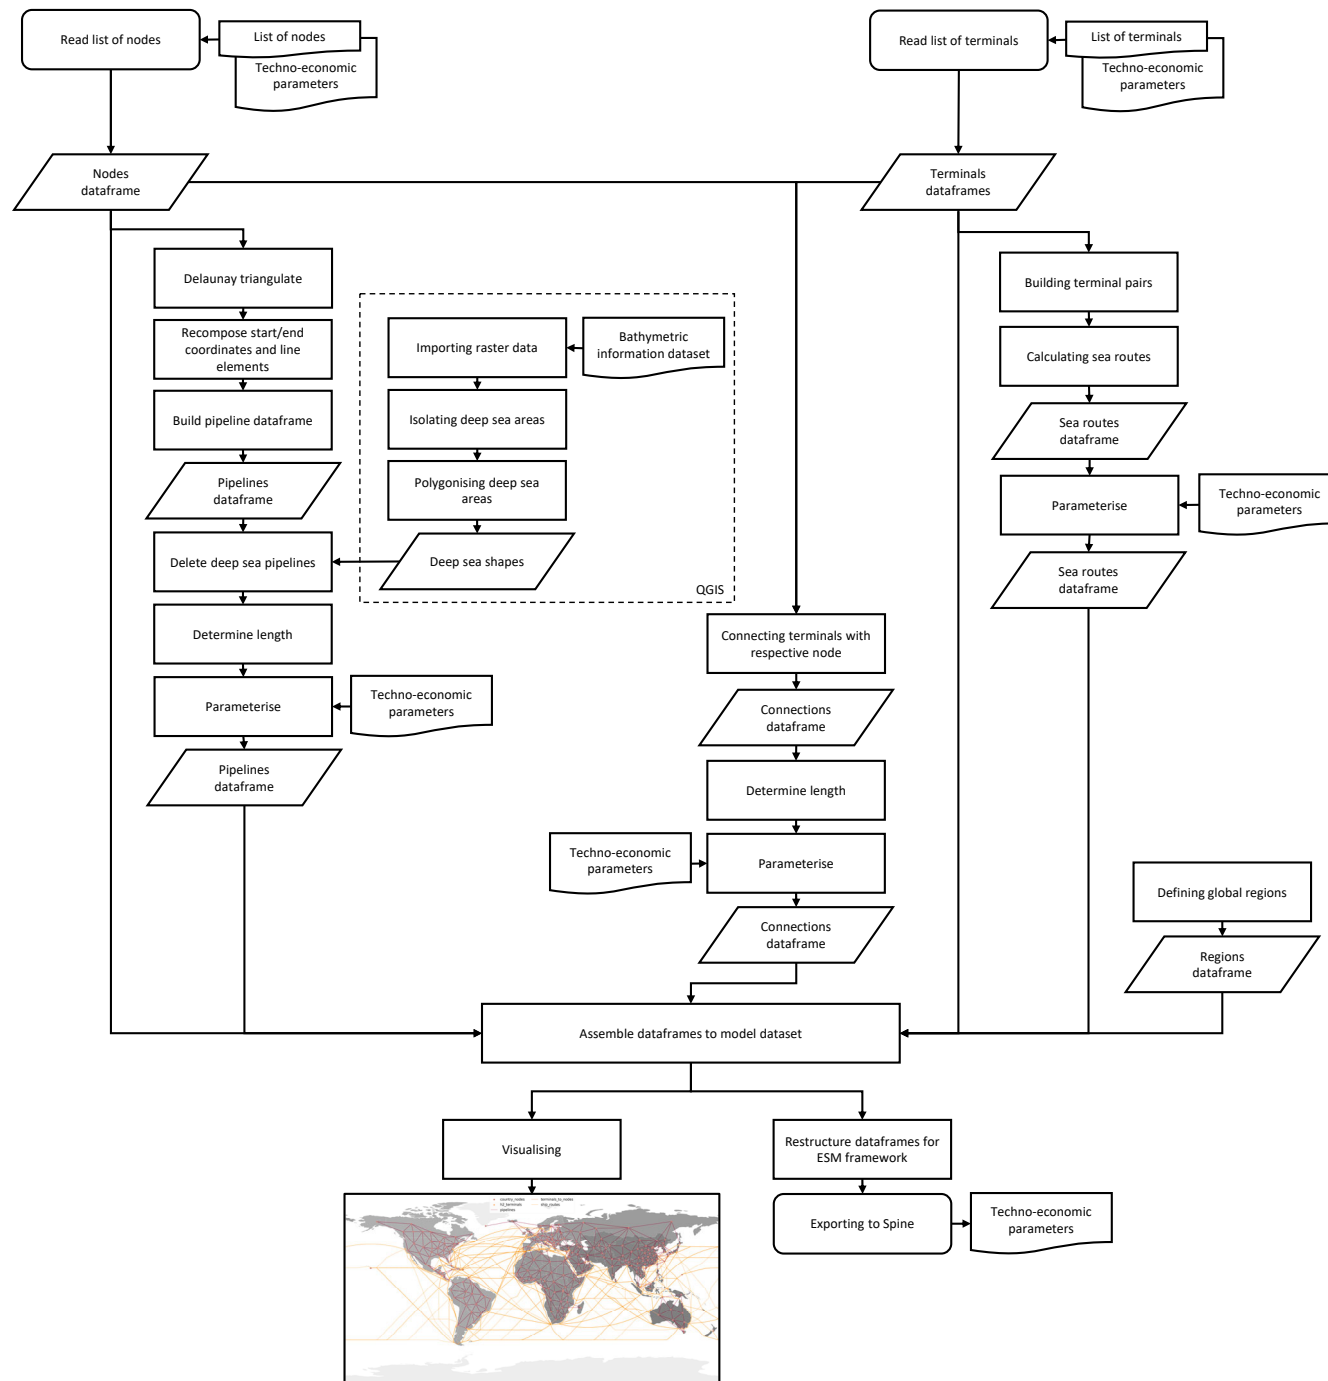 Read list of nodes
List of nodes
Techno-economic
parameters
Read list of terminals
List of terminals
Techno-economic
parameters
Nodes
dataframe
Terminals
dataframes
Delaunay triangulate
Recompose start/end
coordinates and line
elements
Build pipeline dataframe
Pipelines
dataframe
Delete deep sea pipelines
Determine length
Parameterise
Techno-economic
parameters
Pipelines
dataframe
Importing raster data
Bathymetric
information dataset
Isolating deep sea areas
Polygonising deep sea
areas
Deep sea shapes
QGIS
Connecting terminals with
respective node
Connections
dataframe
Determine length
Techno-economic
parameters
Parameterise
Connections
dataframe
Building terminal pairs
Calculating sea routes
Sea routes
dataframe
Parameterise
Techno-economic
parameters
Sea routes
dataframe
Defining global regions
Regions
dataframe
Assemble dataframes to model dataset
Visualising
Restructure dataframes for
ESM framework
Exporting to Spine
Techno-economic
parameters
country_nodes
h2_terminals
pipelines
terminals_to_nodes
ship_routes